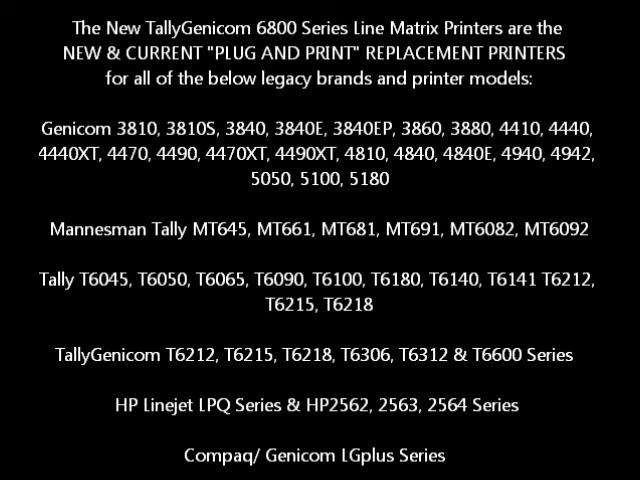 The New TallyGenicom 6800 Series Line Matrix Printers are the
NEW & CURRENT "PLUG AND PRINT" REPLACEMENT PRINTERS
for all of the below legacy brands and printer models:
Genicom 3810, 3810S, 3840, 3840E, 3840EP, 3860, 3880, 4410, 4440,
4440XT, 4470, 4490, 4470XT, 4490XT, 4810, 4840, 4840E, 4940, 4942,
5050, 5100, 5180
Mannesman Tally MT645, MT661, MT681, MT691, MT6082, MT6092
Tally T6045, T6050, T6065, T6090, T6100, T6180, T6140, T6141 T6212,
T6215, T6218
TallyGenicom T6212, T6215, T6218, T6306, T6312 & T6600 Series
HP Linejet LPQ Series & HP2562, 2563, 2564 Series
Compaq/ Genicom LGplus Series